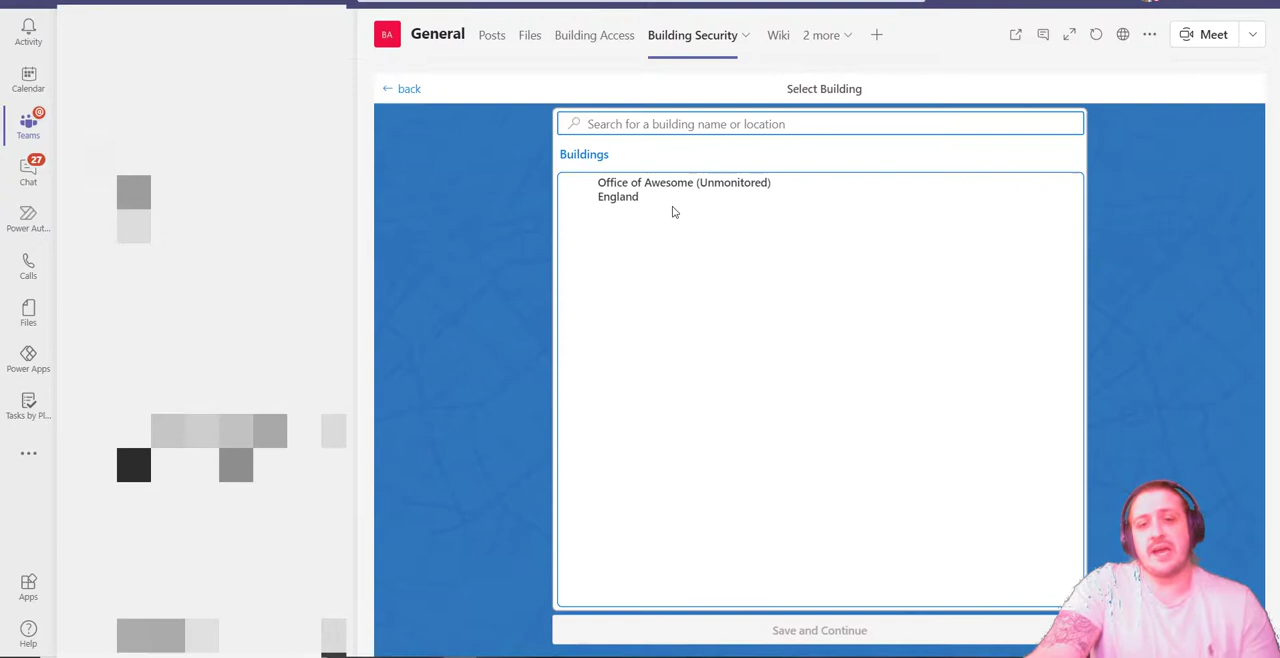 Activity
Calendar
Teams
27
Chat
Power Aut...
Calls
Files
Power Apps
Tasks by Pl...
Apps
Help
BA General Posts Files Building Access Building Security Wiki 2 more Meet
back
Select Building
Search for a building name or location
Buildings
Office of Awesome (Unmonitored)
England
Save and Continue